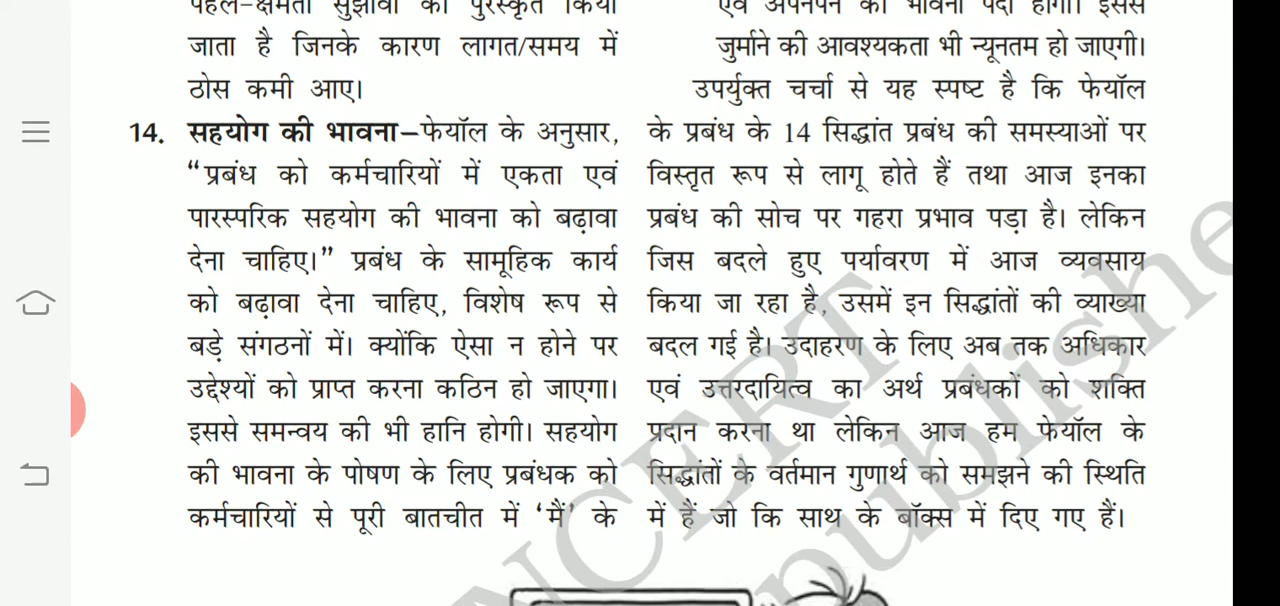 पहल-क्षमता सुझावों को पुरस्कृत किया
जाता है जिनके कारण लागत/समय में
ठोस कमी आए।
14. सहयोग की भावना–फेयॉल के अनुसार,
“प्रबंध को कर्मचारियों में एकता एवं
पारस्परिक सहयोग की भावना को बढ़ावा
देना चाहिए।” प्रबंध के सामूहिक कार्य
को बढ़ावा देना चाहिए, विशेष रूप से
बड़े संगठनों में। क्योंकि ऐसा न होने पर
उद्देश्यों को प्राप्त करना कठिन हो जाएगा।
इससे समन्वय की भी हानि होगी। सहयोग
की भावना के पोषण के लिए प्रबंधक को
कर्मचारियों से पूरी बातचीत में ‘मैं’ के
एवं अपनेपन की भावना पैदा होगी। इससे
जुर्माने की आवश्यकता भी न्यूनतम हो जाएगी।
उपर्युक्त चर्चा से यह स्पष्ट है कि फेयॉल
के प्रबंध के 14 सिद्धांत प्रबंध की समस्याओं पर
विस्तृत रूप से लागू होते हैं तथा आज इनका
प्रबंध की सोच पर गहरा प्रभाव पड़ा है। लेकिन
जिस बदले हुए पर्यावरण में आज व्यवसाय
किया जा रहा है, उसमें इन सिद्धांतों की व्याख्या
बदल गई है। उदाहरण के लिए अब तक अधिकार
एवं उत्तरदायित्व का अर्थ प्रबंधकों को शक्ति
प्रदान करना था लेकिन आज हम फेयॉल के
सिद्धांतों के वर्तमान गुणार्थ को समझने की स्थिति
में हैं जो कि साथ के बॉक्स में दिए गए हैं।
NCERT